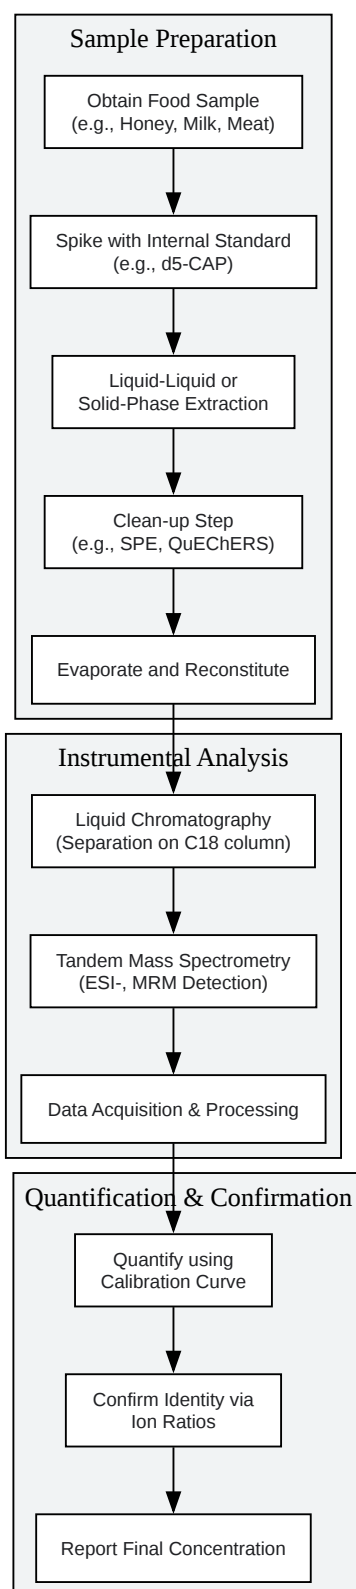 Sample Preparation
Obtain Food Sample
(e.g., Honey, Milk, Meat)
Spike with Internal Standard
(e.g., d5-CAP)
Liquid-Liquid or
Solid-Phase Extraction
Clean-up Step
(e.g., SPE, QuEChERS)
Evaporate and Reconstitute
Instrumental Analysis
Liquid Chromatography
(Separation on C18 column)
Tandem Mass Spectrometry
(ESI-, MRM Detection)
Data Acquisition & Processing
Quantification & Confirmation
Quantify using
Calibration Curve
Confirm Identity via
Ion Ratios
Report Final Concentration